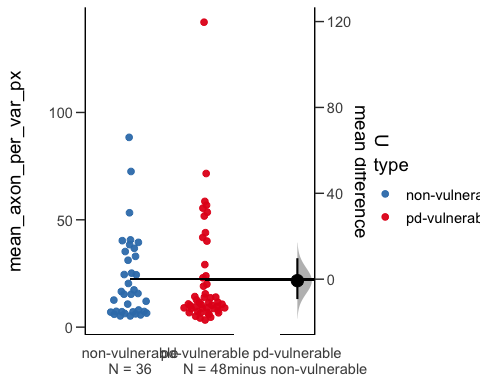 mean_axon_per_var_px
100
50
0
120
80
40
0
mean difference
type
non-vulnera
pd-vulnerab
non-vulnerable
pd-vulnerable
pd-vulnerable
N = 36
N = 48
minus non-vulnerable